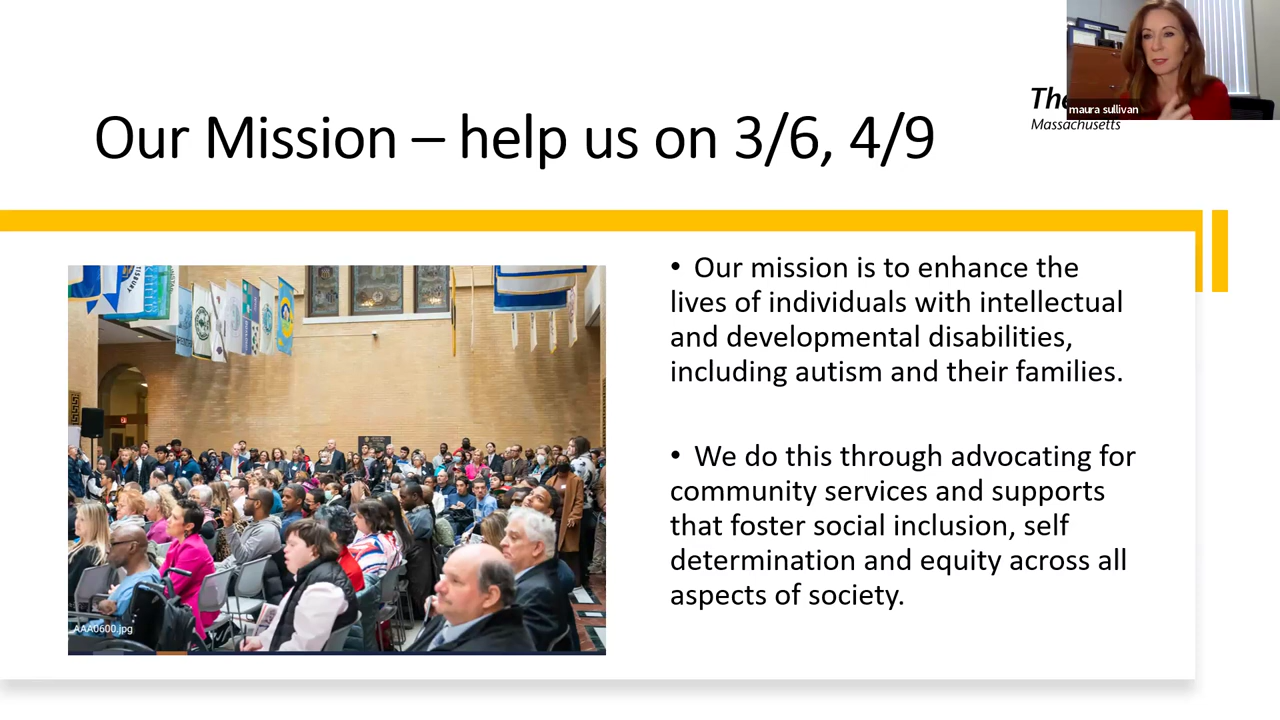 Our Mission – help us on 3/6, 4/9
The
Massachusetts
maura sullivan
• Our mission is to enhance the
lives of individuals with intellectual
and developmental disabilities,
including autism and their families.
• We do this through advocating for
community services and supports
that foster social inclusion, self
determination and equity across all
aspects of society.
AAA0600.jpg